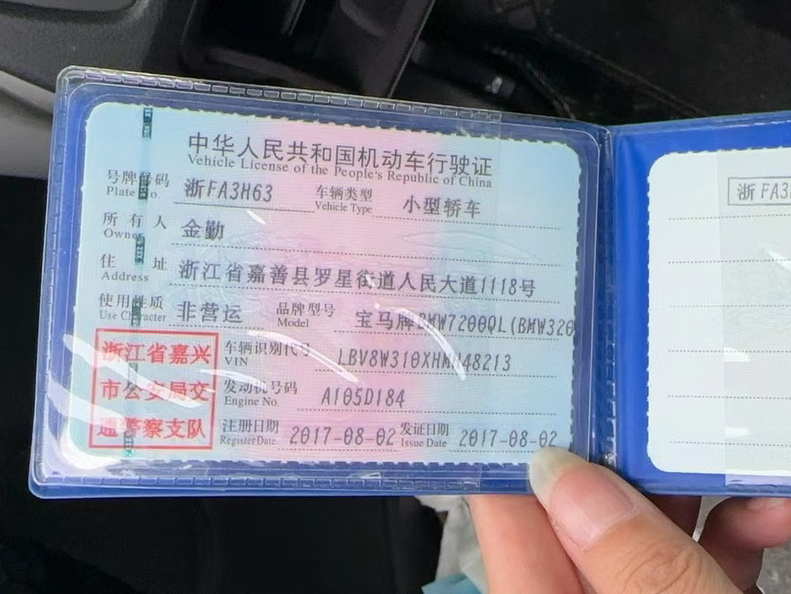 中华人民共和国机动车行驶证
Vehicle License of the People's Republic of China
号牌号码 浙FA3H63 车辆类型 小型轿车
Plate No. Vehicle Type
所有人 金勤
Owner
住址 浙江省嘉善县罗星街道人民大道1118号
Address
使用性质 非营运 品牌型号 宝马牌BMW7200QL(BMW320
Use Character Model
浙江省嘉兴
市公安局交
通警察支队
车辆识别代号
VIN
发动机号码 A105D184
Engine No.
注册日期 2017-08-02 发证日期 2017-08-02
Register Date Issue Date
浙FA3